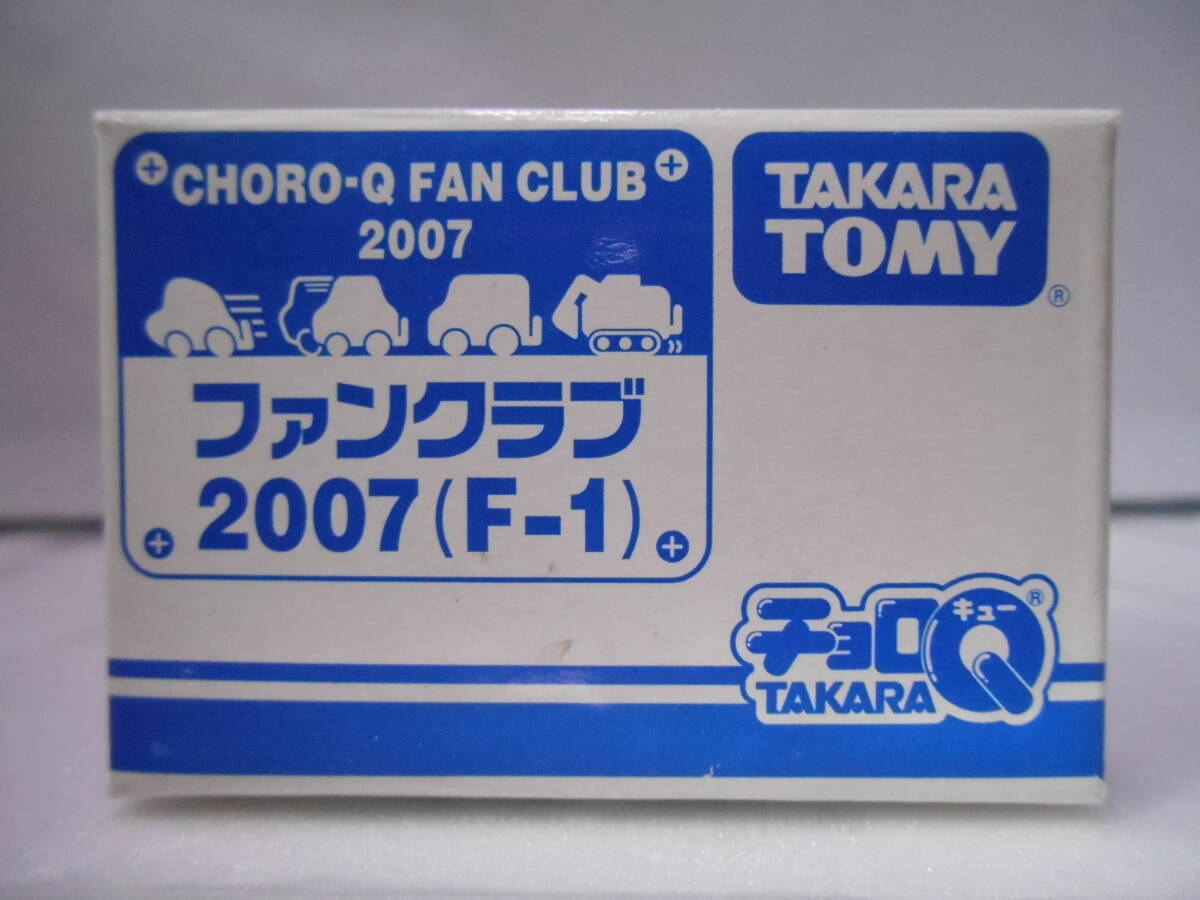 CHORO-Q FAN CLUB
2007
ファンクラブ
2007(F-1)
TAKARA
TOMY
®
チョロQ
キュー
®
TAKARA